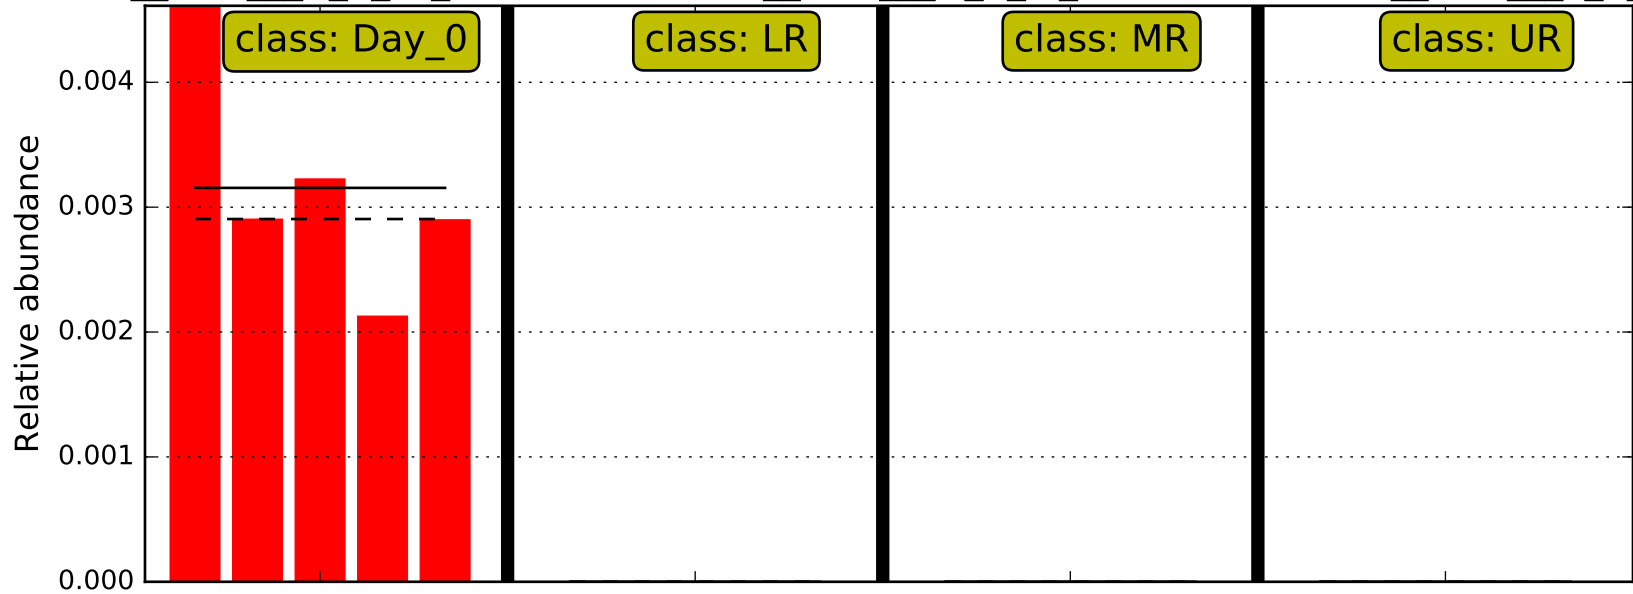 class: Day_0
class: LR
class: MR
class: UR
Relative abundance
0.004
0.003
0.002
0.001
0.000